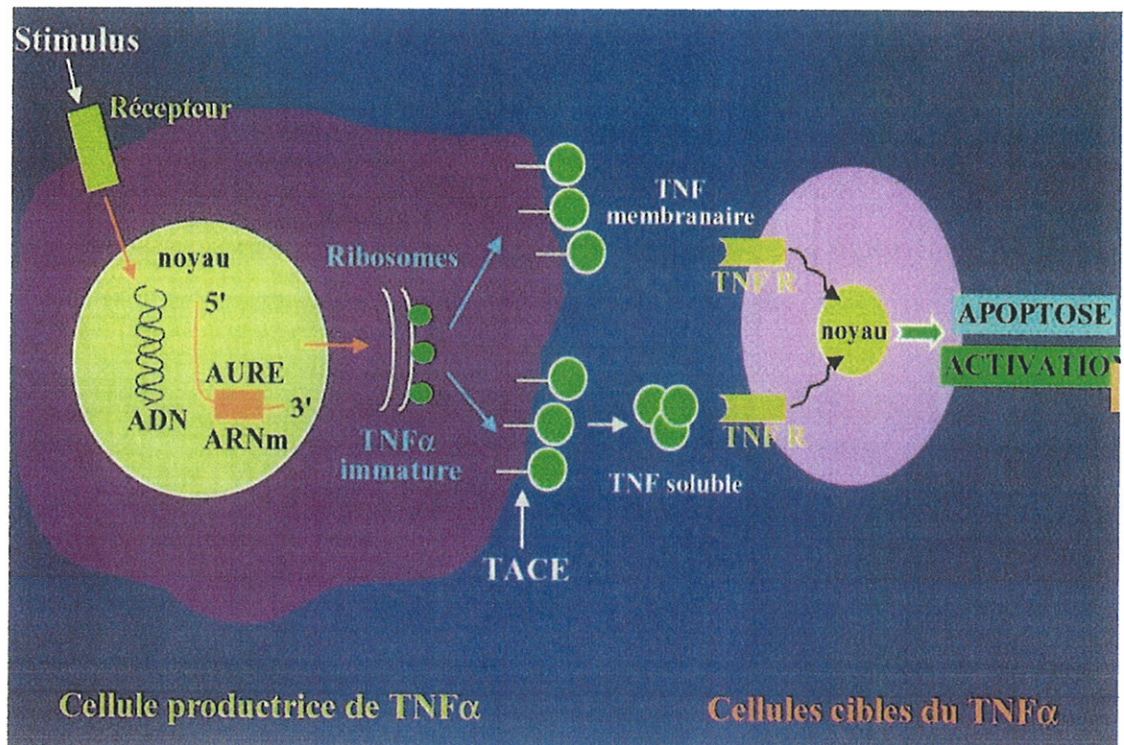 Stimulus
Récepteur
noyau
5'
AURE
3'
ADN
ARNm
Ribosomes
TNFα
immature
TNF
membranaire
TACE
TNF soluble
TNF R
TNF R
noyau
APOPTOSE
ACTIVATIO
Cellule productrice de TNFα
Cellules cibles du TNFα